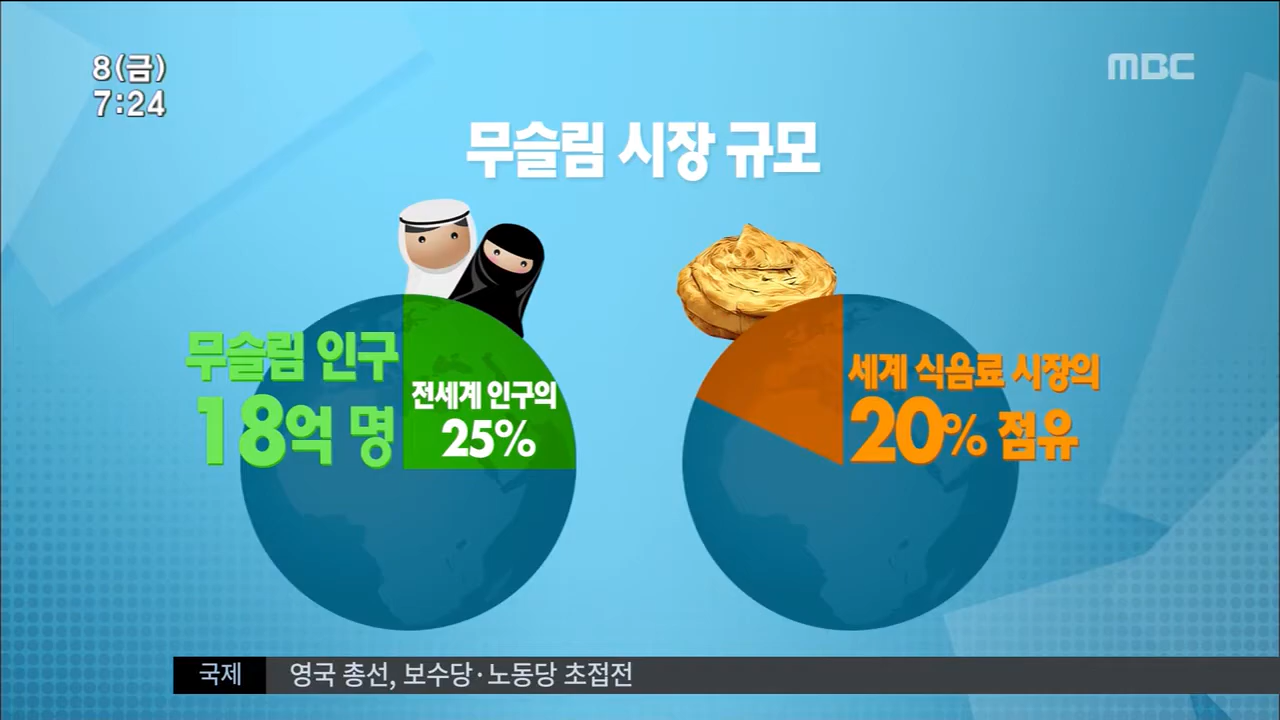 8(금)
7:24
MBC
무슬림 시장 규모
무슬림 인구
18억 명
전세계 인구의
25%
세계 식음료 시장의
20% 점유
국제
영국 총선, 보수당·노동당 초접전